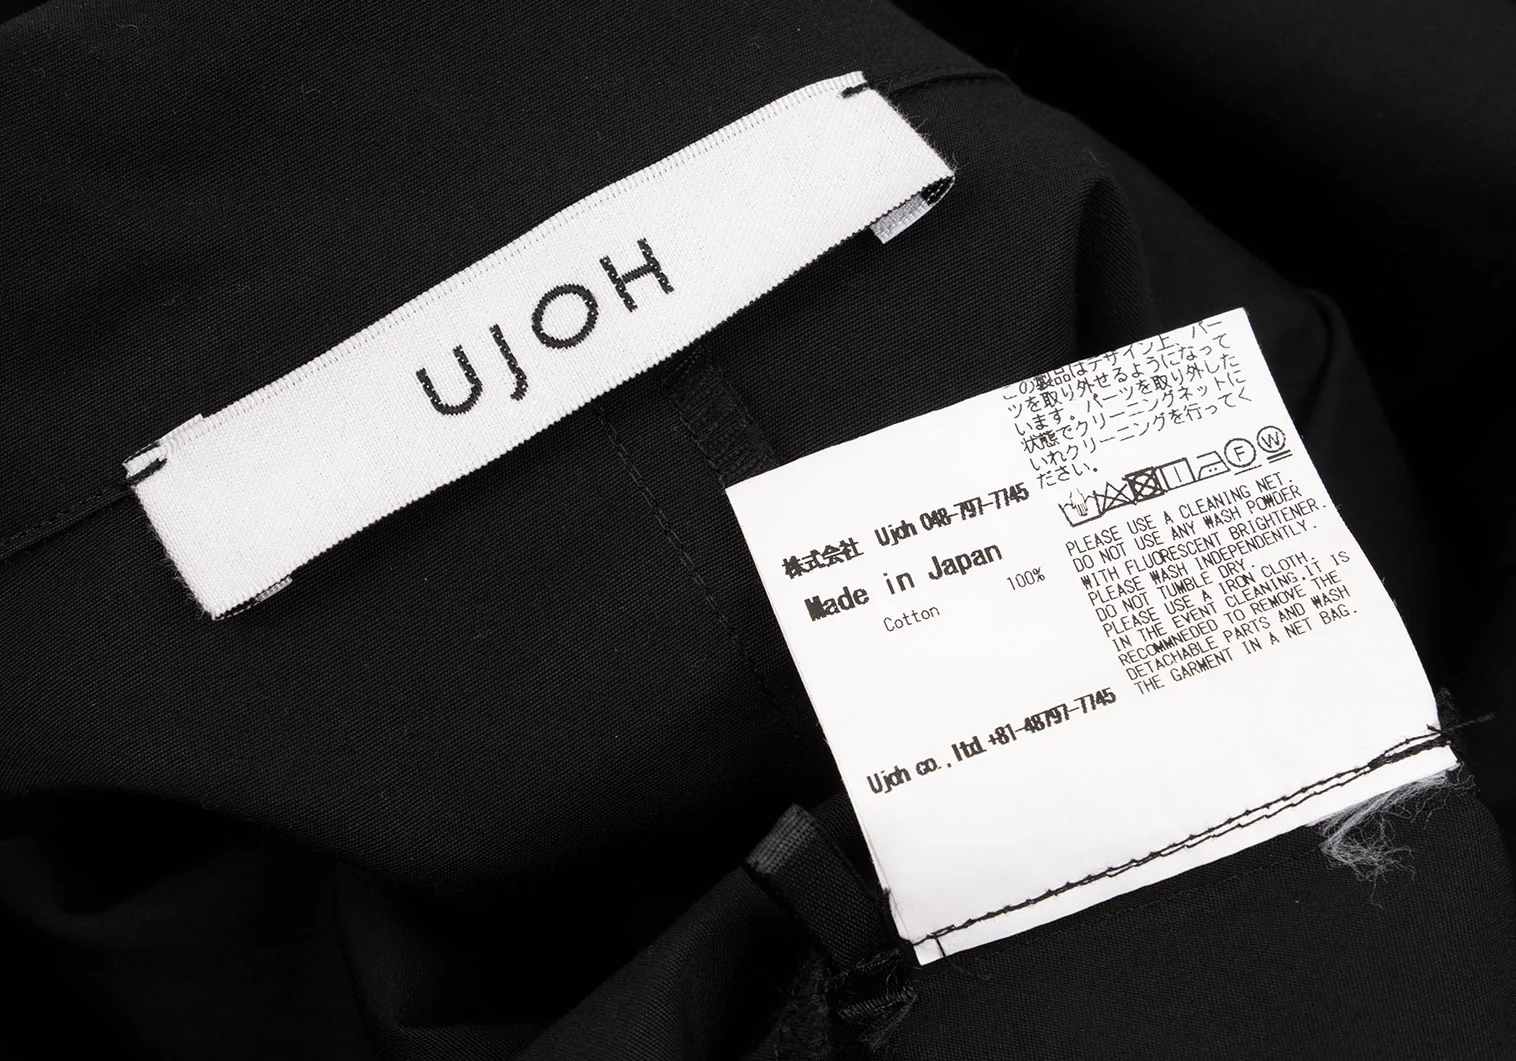 UJOH
この製品はデザイン上、パー
ツを取り外せるようになって
います。パーツを取り外した
状態でクリーニングネットに
いれクリーニングを行ってく
ださい。
F W
株式会社 Ujoh 048-797-7745
Made in Japan
Cotton 100%
PLEASE USE A CLEANING NET.
DO NOT USE ANY WASH POWDER
WITH FLUORESCENT BRIGHTENER.
PLEASE WASH INDEPENDENTLY.
DO NOT TUMBLE DRY.
PLEASE USE A IRON CLOTH.
IN THE EVENT CLEANING,IT IS
RECOMMNEDED TO REMOVE THE
DETACHABLE PARTS AND WASH
THE GARMENT IN A NET BAG.
Ujoh co.,ltd +81-48797-7745